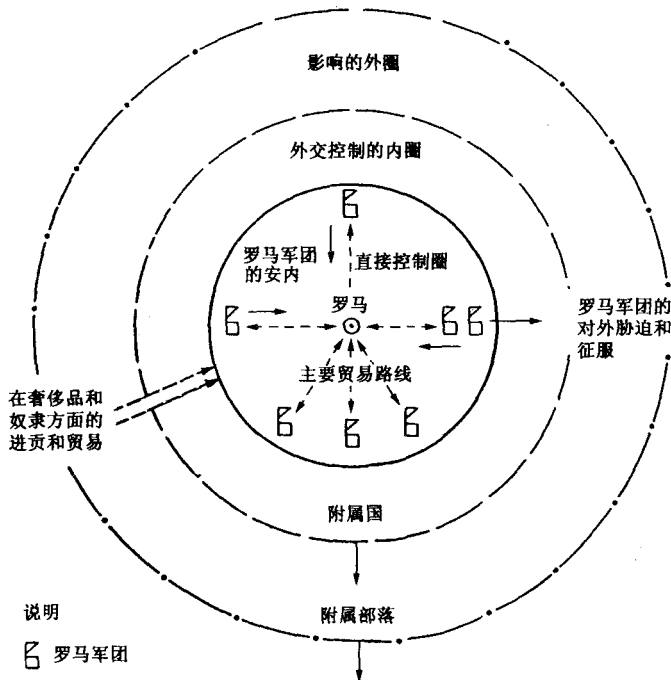 影响的外圈
外交控制的内圈
罗马军团
的安内
直接控制圈
罗马
罗马军团的
对外胁迫和
征服
主要贸易路线
在奢侈品和
奴隶方面的
进贡和贸易
附属国
附属部落
说明
罗马军团